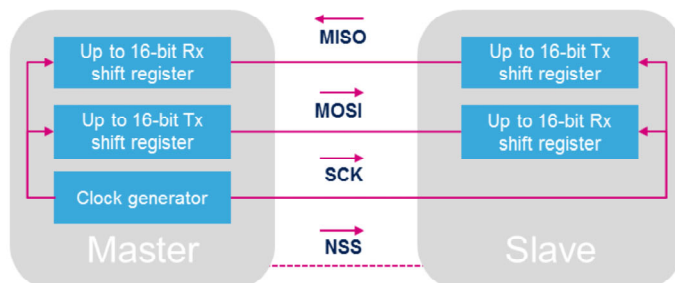 MISO
Up to 16-bit Rx
shift register
Up to 16-bit Tx
shift register
MOSI
Up to 16-bit Tx
shift register
Up to 16-bit Rx
shift register
SCK
Clock generator
Master
NSS
Slave